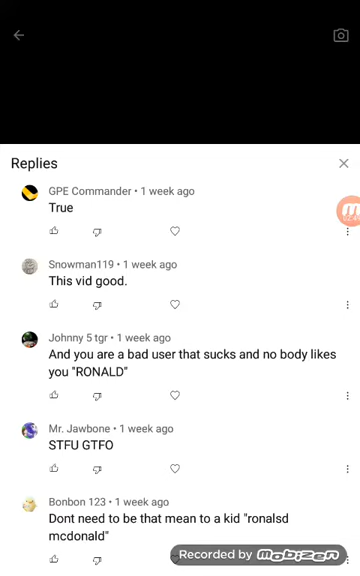 Replies
GPE Commander • 1 week ago
True
Snowman119 • 1 week ago
This vid good.
Johnny 5 tgr • 1 week ago
And you are a bad user that sucks and no body likes
you "RONALD"
Mr. Jawbone • 1 week ago
STFU GTFO
Bonbon 123 • 1 week ago
Dont need to be that mean to a kid "ronalsd
mcdonald"
Recorded by mobizen